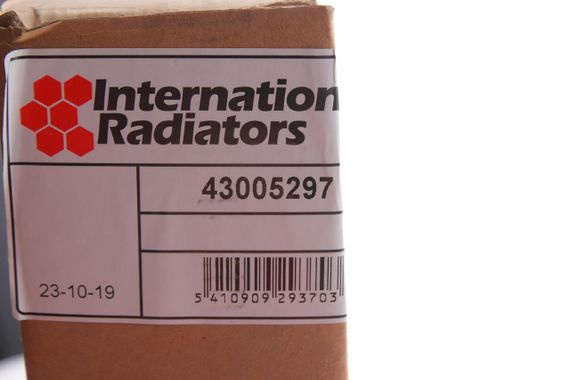 Internation
Radiators
43005297
23-10-19
5 410909 293703